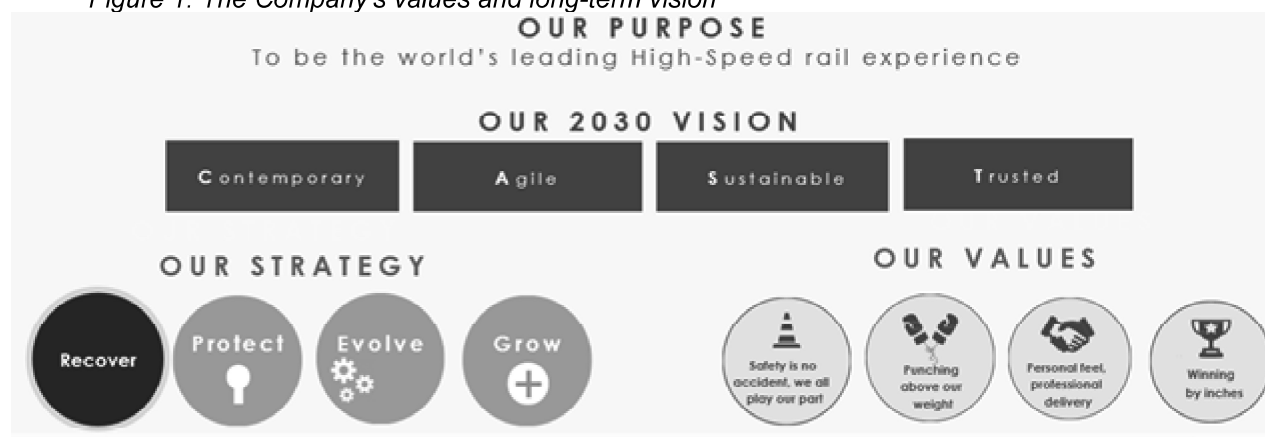 Figure 1: The Company's values and long-term vision
OUR PURPOSE
To be the world's leading High-Speed rail experience
OUR 2030 VISION
Contemporary
Agile
Sustainable
Trusted
OUR STRATEGY
Recover
Protect
Evolve
Grow
OUR VALUES
Safety is no
accident, we all
play our part
Punching
above our
weight
Personal feel,
professional
delivery
Winning
by inches